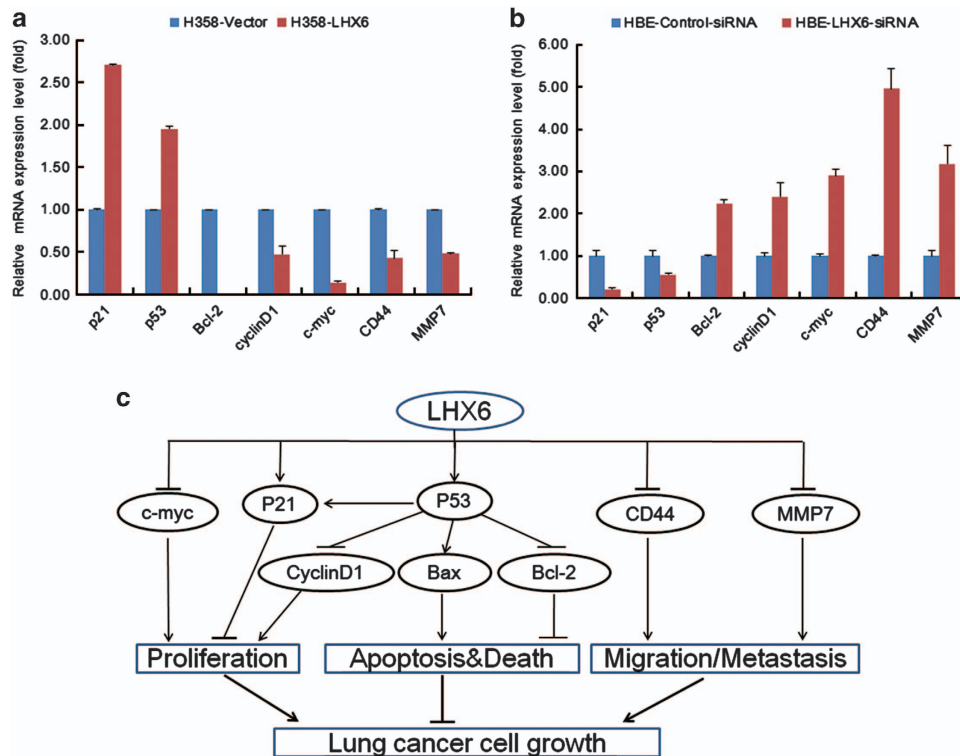 a
H358-Vector H358-LHX6
Relative mRNA expression level (fold)
3.00
2.50
2.00
1.50
1.00
0.50
0.00
p21 p53 Bcl-2 cyclinD1 c-myc CD44 MMP7
b
HBE-Control-siRNA HBE-LHX6-siRNA
Relative mRNA expression level (fold)
6.00
5.00
4.00
3.00
2.00
1.00
0.00
p21 p53 Bcl-2 cyclinD1 c-myc CD44 MMP7
c
LHX6
c-myc P21 P53 CD44 MMP7
CyclinD1 Bax Bcl-2
Proliferation Apoptosis&Death Migration/Metastasis
Lung cancer cell growth